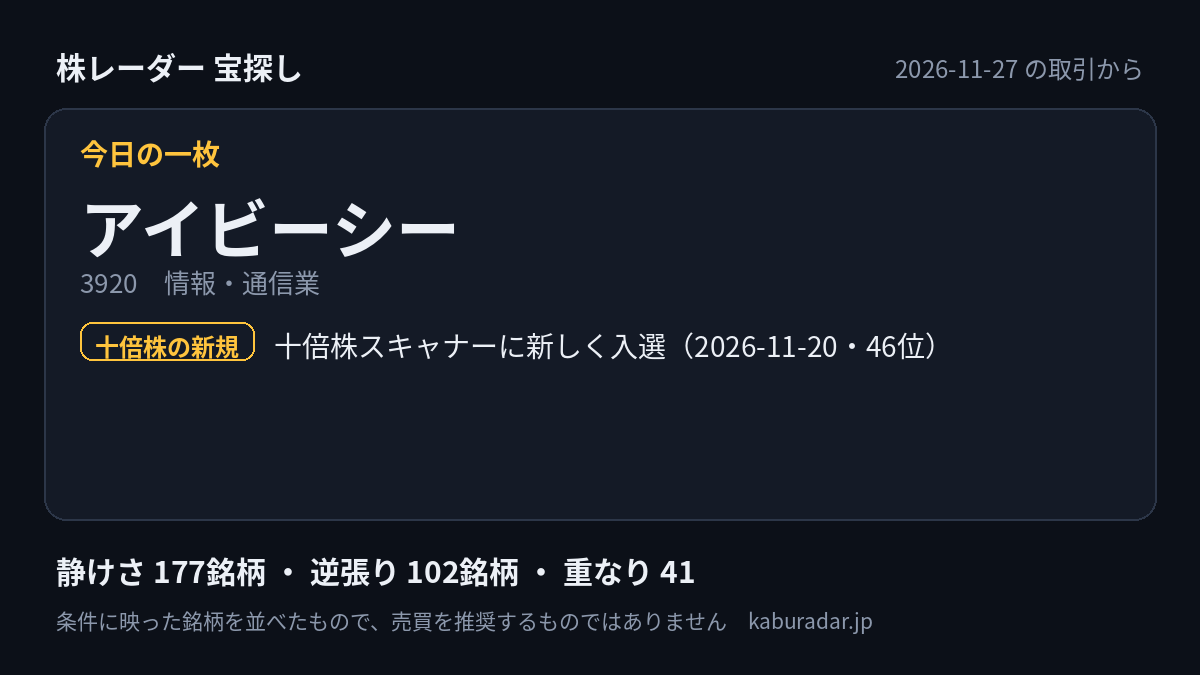 株レーダー 宝探し
2026-11-27 の取引から
今日の一枚
アイビーシー
3920 情報・通信業
十倍株の新規 十倍株スキャナーに新しく入選（2026-11-20・46位）
静けさ 177銘柄 ・ 逆張り 102銘柄 ・ 重なり 41
条件に映った銘柄を並べたもので、売買を推奨するものではありません kaburadar.jp